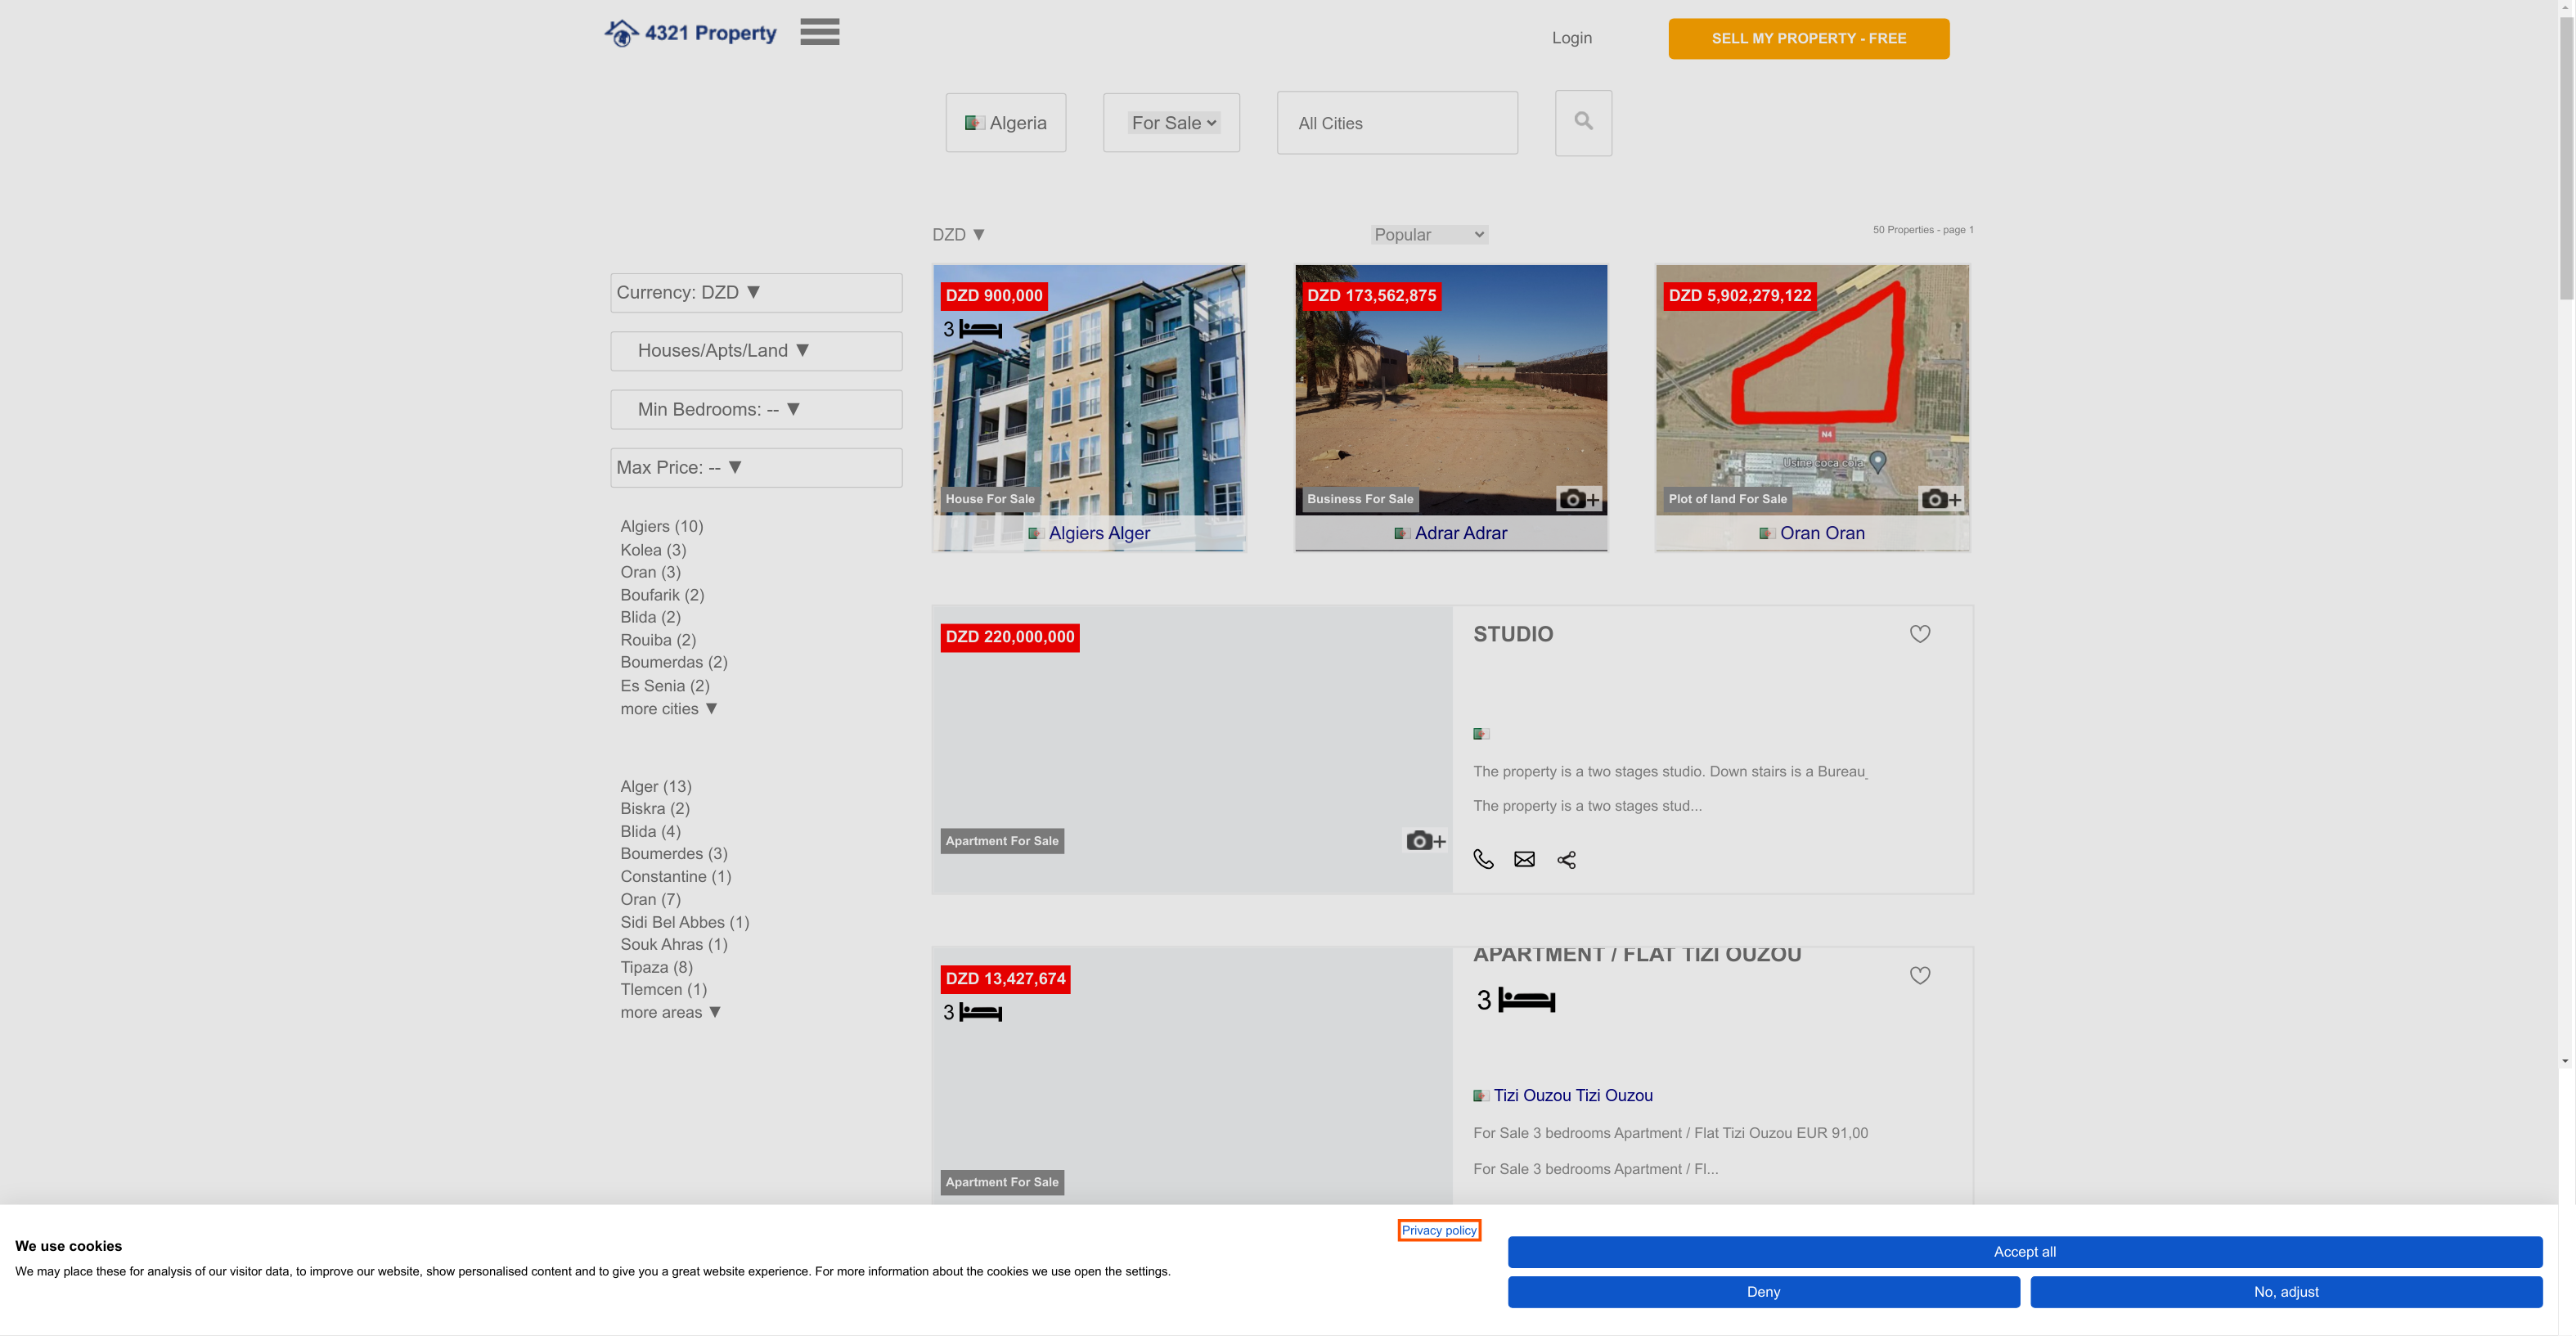 4321 Property
Login
SELL MY PROPERTY - FREE
Algeria
For Sale
All Cities
DZD ▼
Popular
50 Properties - page 1
Currency: DZD ▼
Houses/Apts/Land ▼
Min Bedrooms: -- ▼
Max Price: -- ▼
Algiers (10)
Kolea (3)
Oran (3)
Boufarik (2)
Blida (2)
Rouiba (2)
Boumerdas (2)
Es Senia (2)
more cities ▼
Alger (13)
Biskra (2)
Blida (4)
Boumerdes (3)
Constantine (1)
Oran (7)
Sidi Bel Abbes (1)
Souk Ahras (1)
Tipaza (8)
Tlemcen (1)
more areas ▼
DZD 900,000
3
House For Sale
Algiers Alger
DZD 173,562,875
Business For Sale
Adrar Adrar
DZD 5,902,279,122
N4
Usine coca cola
Plot of land For Sale
Oran Oran
DZD 220,000,000
Apartment For Sale
STUDIO
The property is a two stages studio. Down stairs is a Bureau
The property is a two stages stud...
DZD 13,427,674
3
Apartment For Sale
APARTMENT / FLAT TIZI OUZOU
3
Tizi Ouzou Tizi Ouzou
For Sale 3 bedrooms Apartment / Flat Tizi Ouzou EUR 91,00
For Sale 3 bedrooms Apartment / Fl...
Privacy policy
We use cookies
We may place these for analysis of our visitor data, to improve our website, show personalised content and to give you a great website experience. For more information about the cookies we use open the settings.
Accept all
Deny
No, adjust